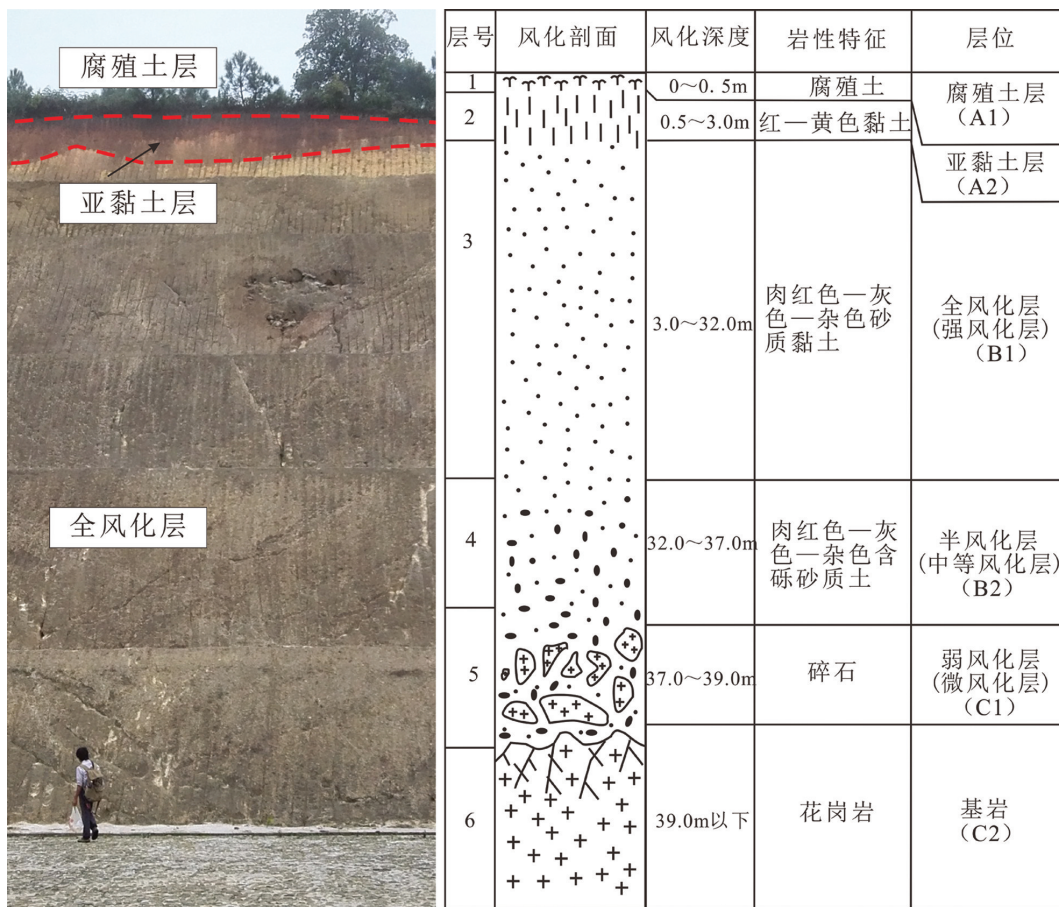 腐殖土层
亚黏土层
全风化层
层号
风化剖面
风化深度
岩性特征
层位
1
0～0.5m
腐殖土
腐殖土层
(A1)
2
0.5～3.0m
红—黄色黏土
亚黏土层
(A2)
3
3.0～32.0m
肉红色—灰
色—杂色砂
质黏土
全风化层
(强风化层)
(B1)
4
32.0～37.0m
肉红色—灰
色—杂色含
砾砂质土
半风化层
(中等风化层)
(B2)
5
37.0～39.0m
碎石
弱风化层
(微风化层)
(C1)
6
39.0m以下
花岗岩
基岩
(C2)